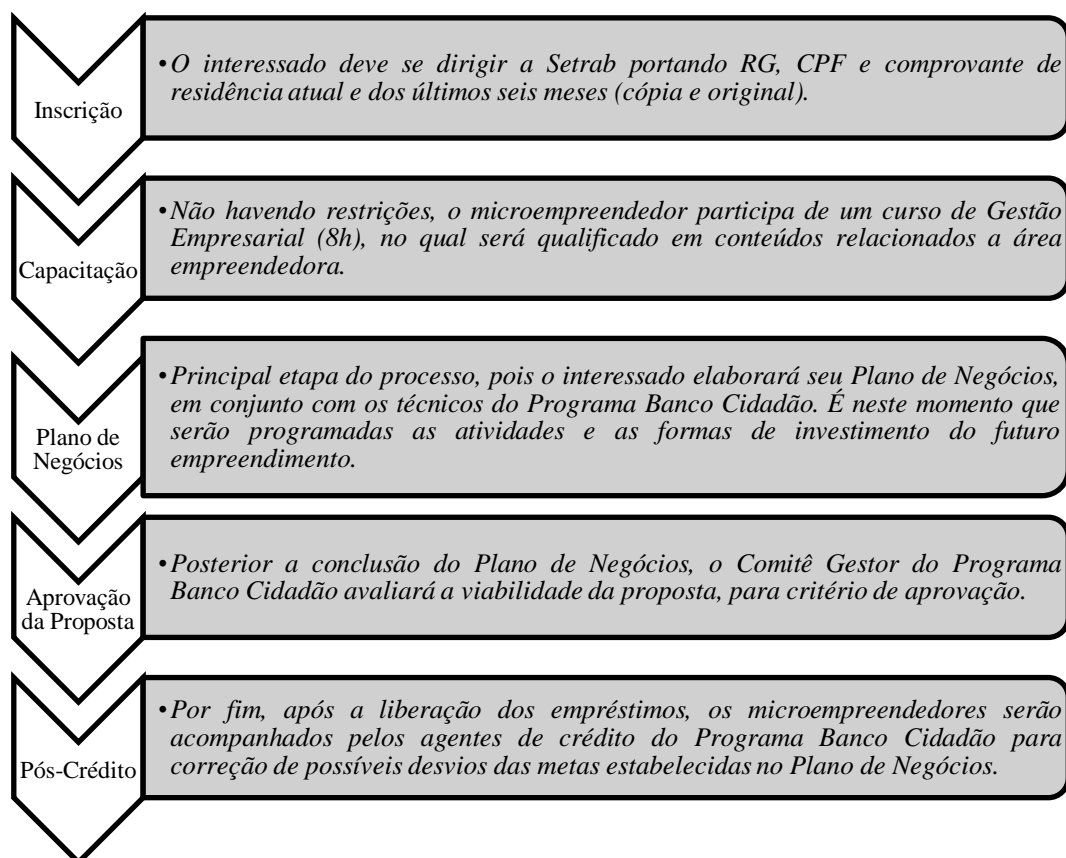 Inscrição
•O interessado deve se dirigir a Setrab portando RG, CPF e comprovante de
residência atual e dos últimos seis meses (cópia e original).
Capacitação
•Não havendo restrições, o microempreendedor participa de um curso de Gestão
Empresarial (8h), no qual será qualificado em conteúdos relacionados a área
empreendedora.
Plano de
Negócios
•Principal etapa do processo, pois o interessado elaborará seu Plano de Negócios,
em conjunto com os técnicos do Programa Banco Cidadão. É neste momento que
serão programadas as atividades e as formas de investimento do futuro
empreendimento.
Aprovação
da Proposta
•Posterior a conclusão do Plano de Negócios, o Comitê Gestor do Programa
Banco Cidadão avaliará a viabilidade da proposta, para critério de aprovação.
Pós-Crédito
•Por fim, após a liberação dos empréstimos, os microempreendedores serão
acompanhados pelos agentes de crédito do Programa Banco Cidadão para
correção de possíveis desvios das metas estabelecidas no Plano de Negócios.